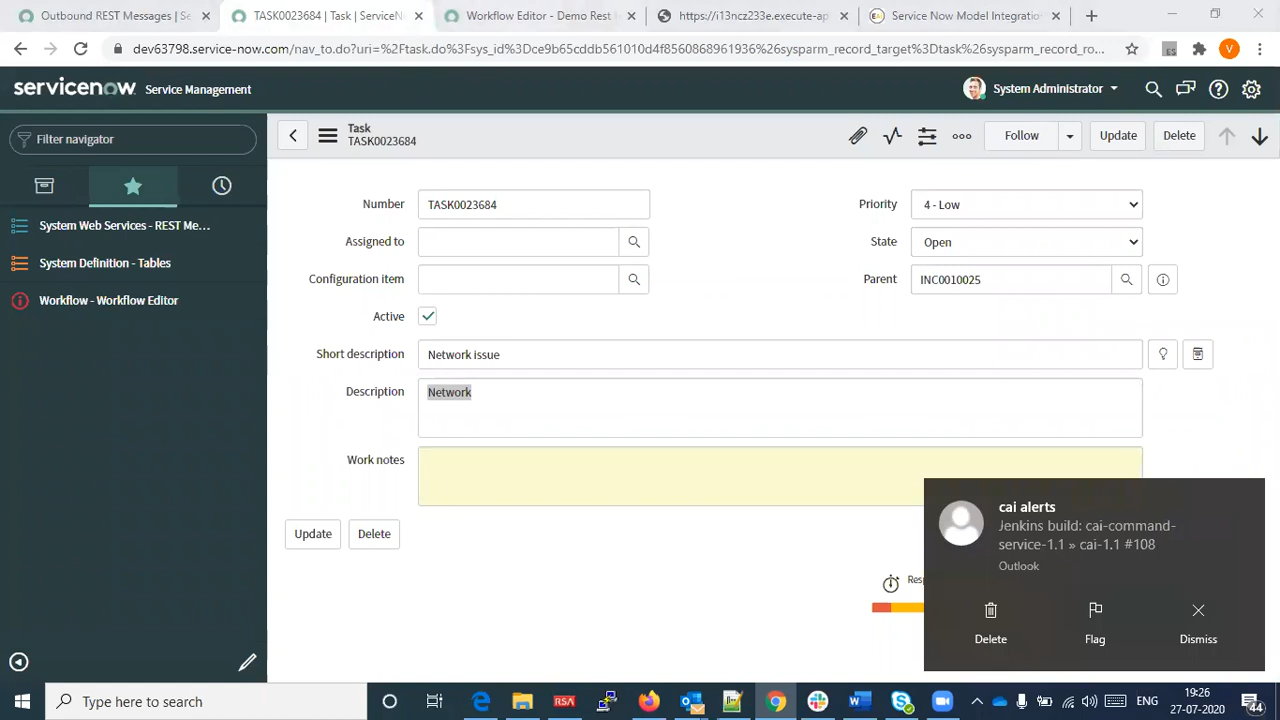 Outbound REST Messages | Se
TASK0023684 | Task | ServiceN
Workflow Editor - Demo Rest
https://i13ncz233e.execute-ap
Service Now Model Integration
dev63798.service-now.com/nav_to.do?uri=%2Ftask.do%3Fsys_id%3Dce9b65cddb561010d4f8560868961936%26sysparm_record_target%3Dtask%26sysparm_record_ro...
ES
V
servicenow Service Management
System Administrator
Filter navigator
Task
TASK0023684
Follow
Update
Delete
System Web Services - REST Me...
System Definition - Tables
Workflow - Workflow Editor
Number
TASK0023684
Priority
4 - Low
Assigned to
State
Open
Configuration item
Parent
INC0010025
Active
Short description
Network issue
Description
Network
Work notes
Update
Delete
Resp
cai alerts
Jenkins build: cai-command-
service-1.1 » cai-1.1 #108
Outlook
Delete
Flag
Dismiss
Type here to search
RSA
ENG
19:26
27-07-2020
44